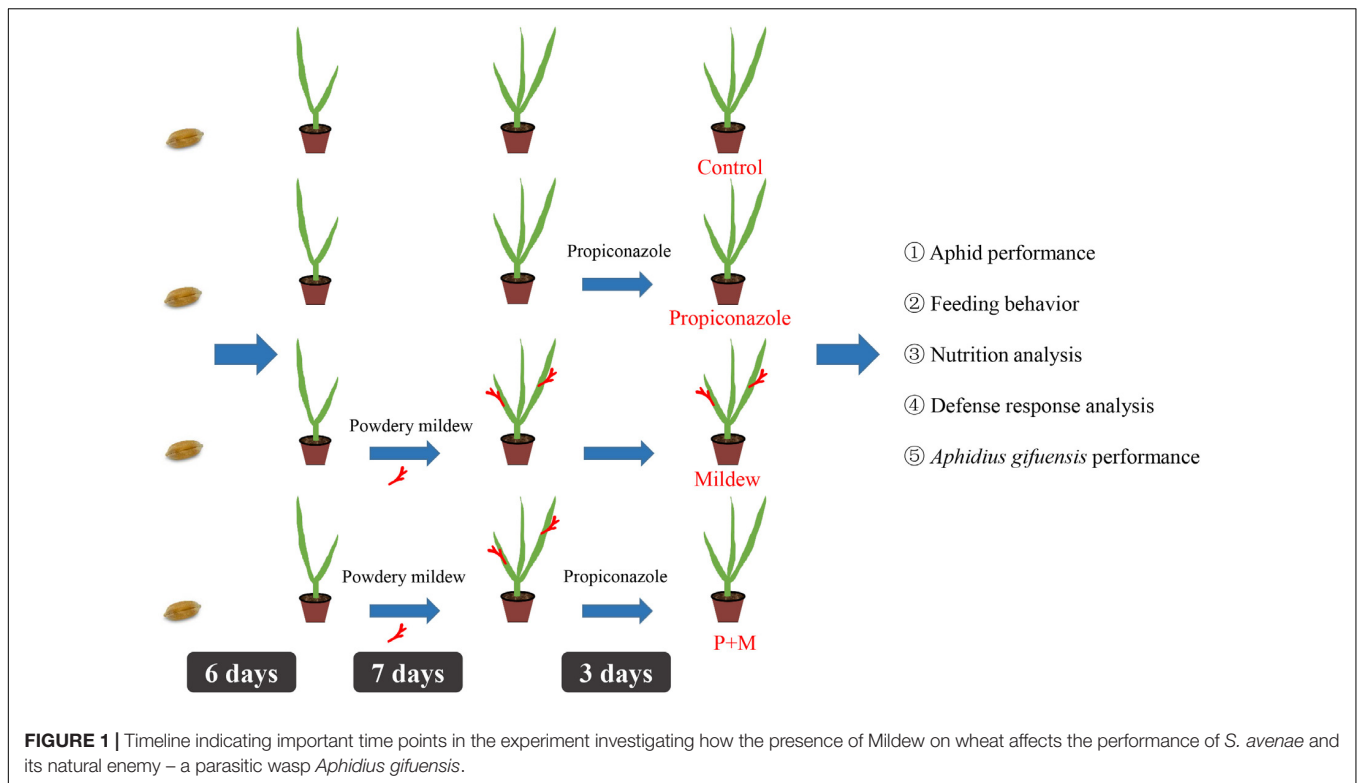 Control
Propiconazole
Propiconazole
Powdery mildew
Mildew
Powdery mildew
Propiconazole
P+M
6 days
7 days
3 days
① Aphid performance
② Feeding behavior
③ Nutrition analysis
④ Defense response analysis
⑤ Aphidius gifuensis performance
FIGURE 1 | Timeline indicating important time points in the experiment investigating how the presence of Mildew on wheat affects the performance of S. avenae and
its natural enemy – a parasitic wasp Aphidius gifuensis.